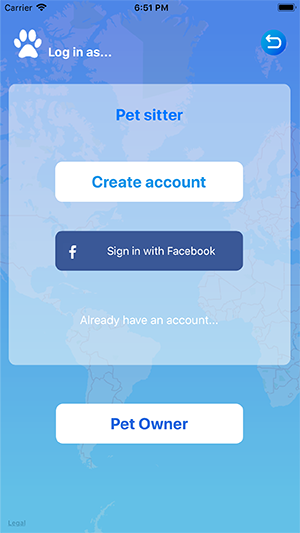 Carrier 6:51 PM
Log in as...
Pet sitter
Create account
f Sign in with Facebook
Already have an account...
Pet Owner
Legal